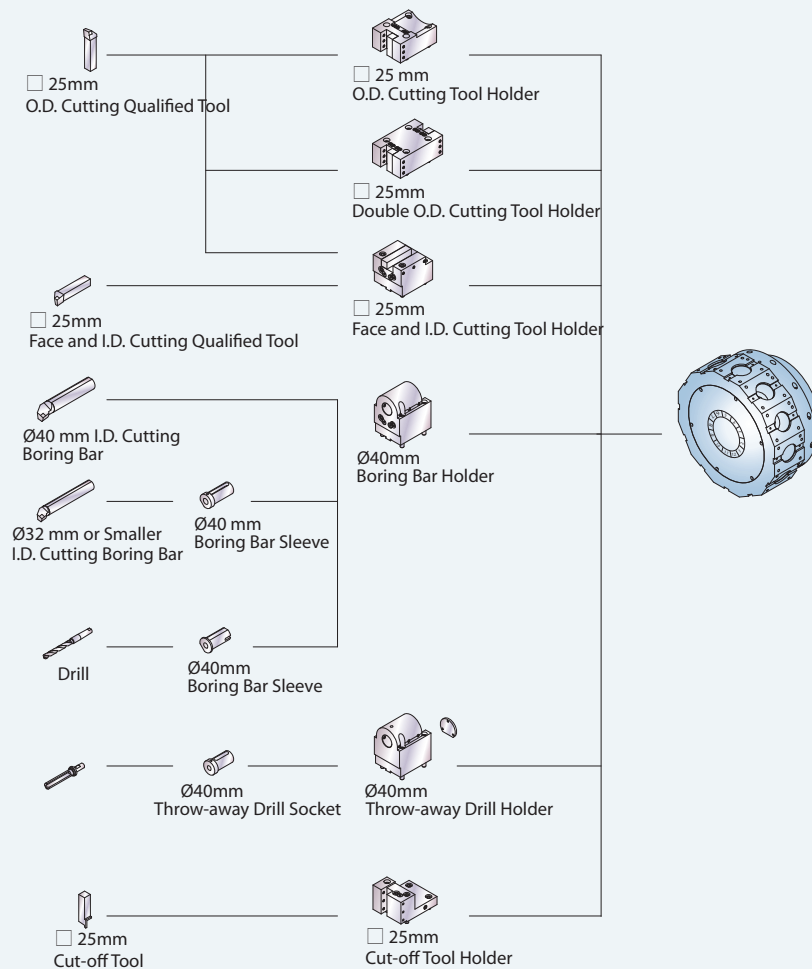 □ 25mm
O.D. Cutting Qualified Tool
□ 25 mm
O.D. Cutting Tool Holder
□ 25mm
Double O.D. Cutting Tool Holder
□ 25mm
Face and I.D. Cutting Qualified Tool
□ 25mm
Face and I.D. Cutting Tool Holder
Ø40 mm I.D. Cutting
Boring Bar
Ø40mm
Boring Bar Holder
Ø32 mm or Smaller
I.D. Cutting Boring Bar
Ø40 mm
Boring Bar Sleeve
Drill
Ø40mm
Boring Bar Sleeve
Ø40mm
Throw-away Drill Socket
Ø40mm
Throw-away Drill Holder
□ 25mm
Cut-off Tool
□ 25mm
Cut-off Tool Holder